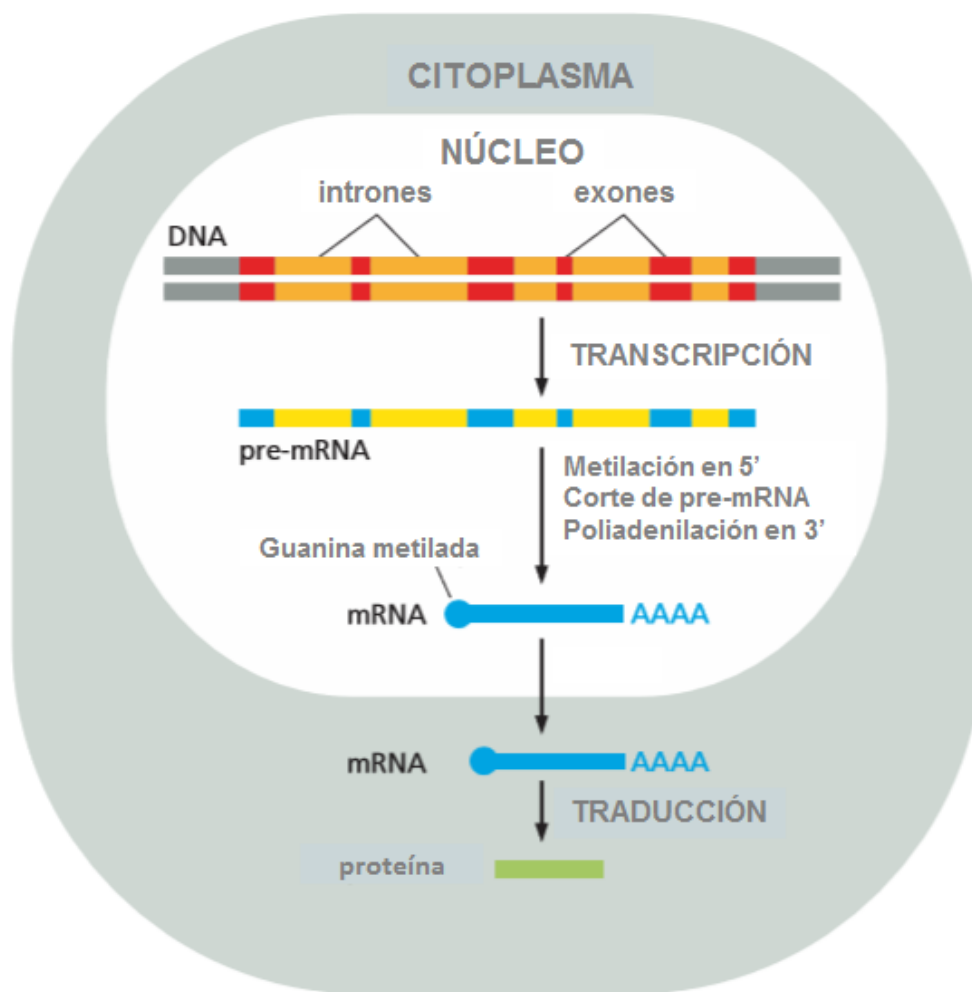 CITOPLASMA
NÚCLEO
intrones
exones
DNA
TRANSCRIPCIÓN
pre-mRNA
Metilación en 5’
Corte de pre-mRNA
Poliadenilación en 3’
Guanina metilada
mRNA
AAAA
mRNA
AAAA
TRADUCCIÓN
proteína